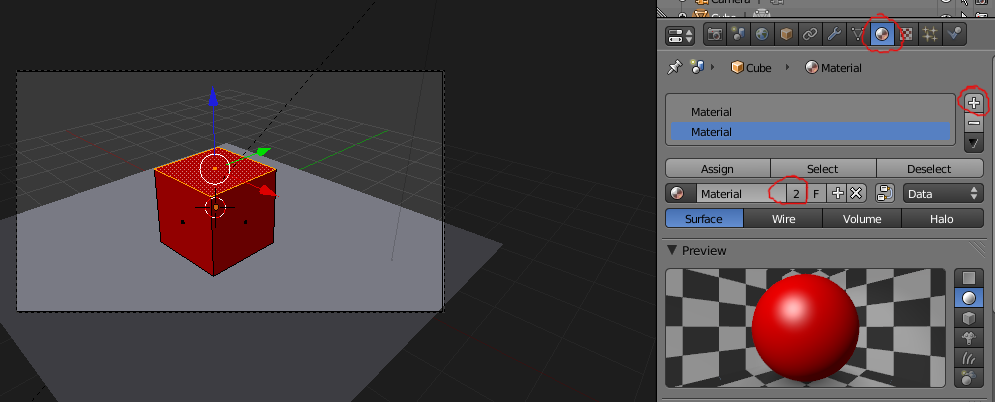 Camera
Cube
Cube Material
Material
Material
Assign Select Deselect
Material 2 F Data
Surface Wire Volume Halo
Preview